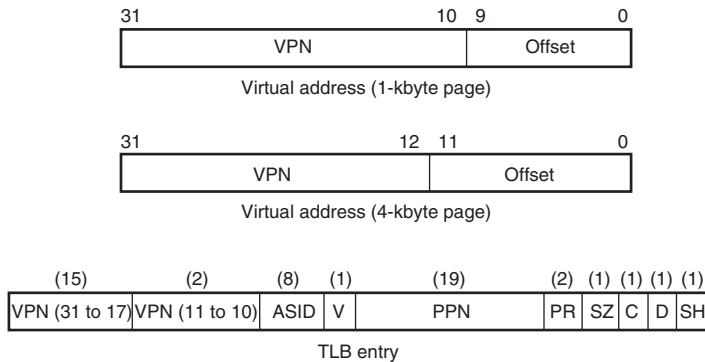 31 10 9 0
VPN Offset
Virtual address (1-kbyte page)
31 12 11 0
VPN Offset
Virtual address (4-kbyte page)
(15) (2) (8) (1) (19) (2) (1) (1) (1) (1)
VPN (31 to 17) VPN (11 to 10) ASID V PPN PR SZ C D SH
TLB entry